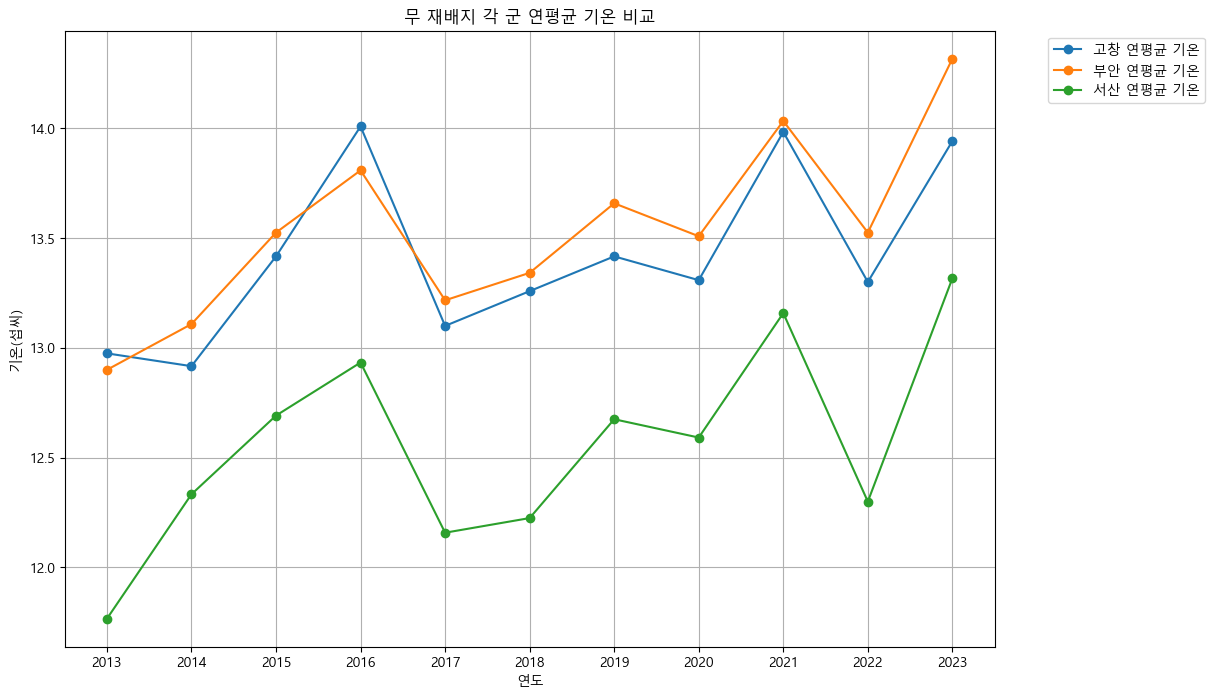 무 재배지 각 군 연평균 기온 비교
고창 연평균 기온
부안 연평균 기온
서산 연평균 기온
기온(섭씨)
14.0
13.5
13.0
12.5
12.0
2013 2014 2015 2016 2017 2018 2019 2020 2021 2022 2023
연도